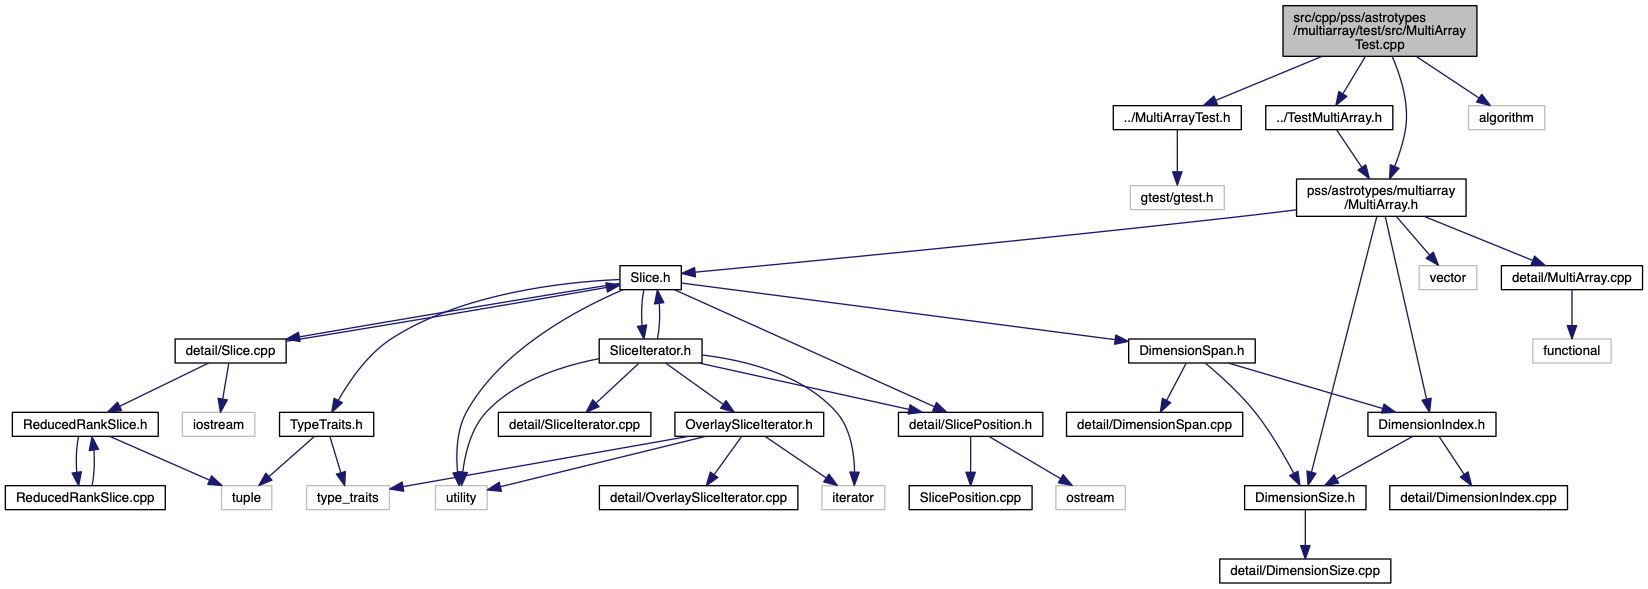 src/cpp/pss/astrotypes
/multiarray/test/src/MultiArray
Test.cpp
../MultiArrayTest.h
../TestMultiArray.h
algorithm
gtest/gtest.h
pss/astrotypes/multiarray
/MultiArray.h
Slice.h
vector
detail/MultiArray.cpp
detail/Slice.cpp
SliceIterator.h
DimensionSpan.h
functional
ReducedRankSlice.h
iostream
TypeTraits.h
detail/SliceIterator.cpp
OverlaySliceIterator.h
detail/SlicePosition.h
detail/DimensionSpan.cpp
DimensionIndex.h
ReducedRankSlice.cpp
tuple
type_traits
utility
detail/OverlaySliceIterator.cpp
iterator
SlicePosition.cpp
ostream
DimensionSize.h
detail/DimensionIndex.cpp
detail/DimensionSize.cpp